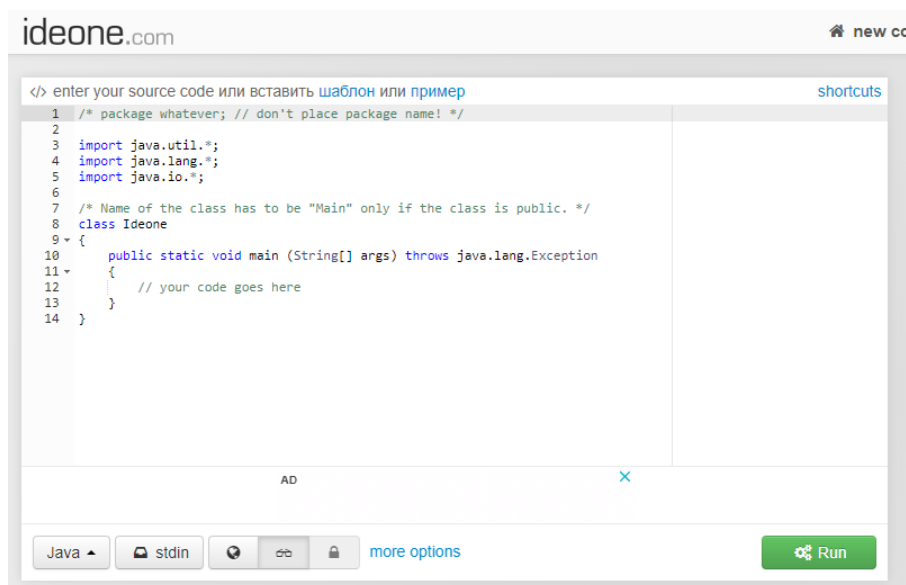 ideone.com
new co
</> enter your source code или вставить шаблон или пример
shortcuts
1 /* package whatever; // don't place package name! */
2
3 import java.util.*;
4 import java.lang.*;
5 import java.io.*;
6
7 /* Name of the class has to be "Main" only if the class is public. */
8 class Ideone
9 {
10 public static void main (String[] args) throws java.lang.Exception
11 {
12 // your code goes here
13 }
14 }
AD
Java
stdin
more options
Run